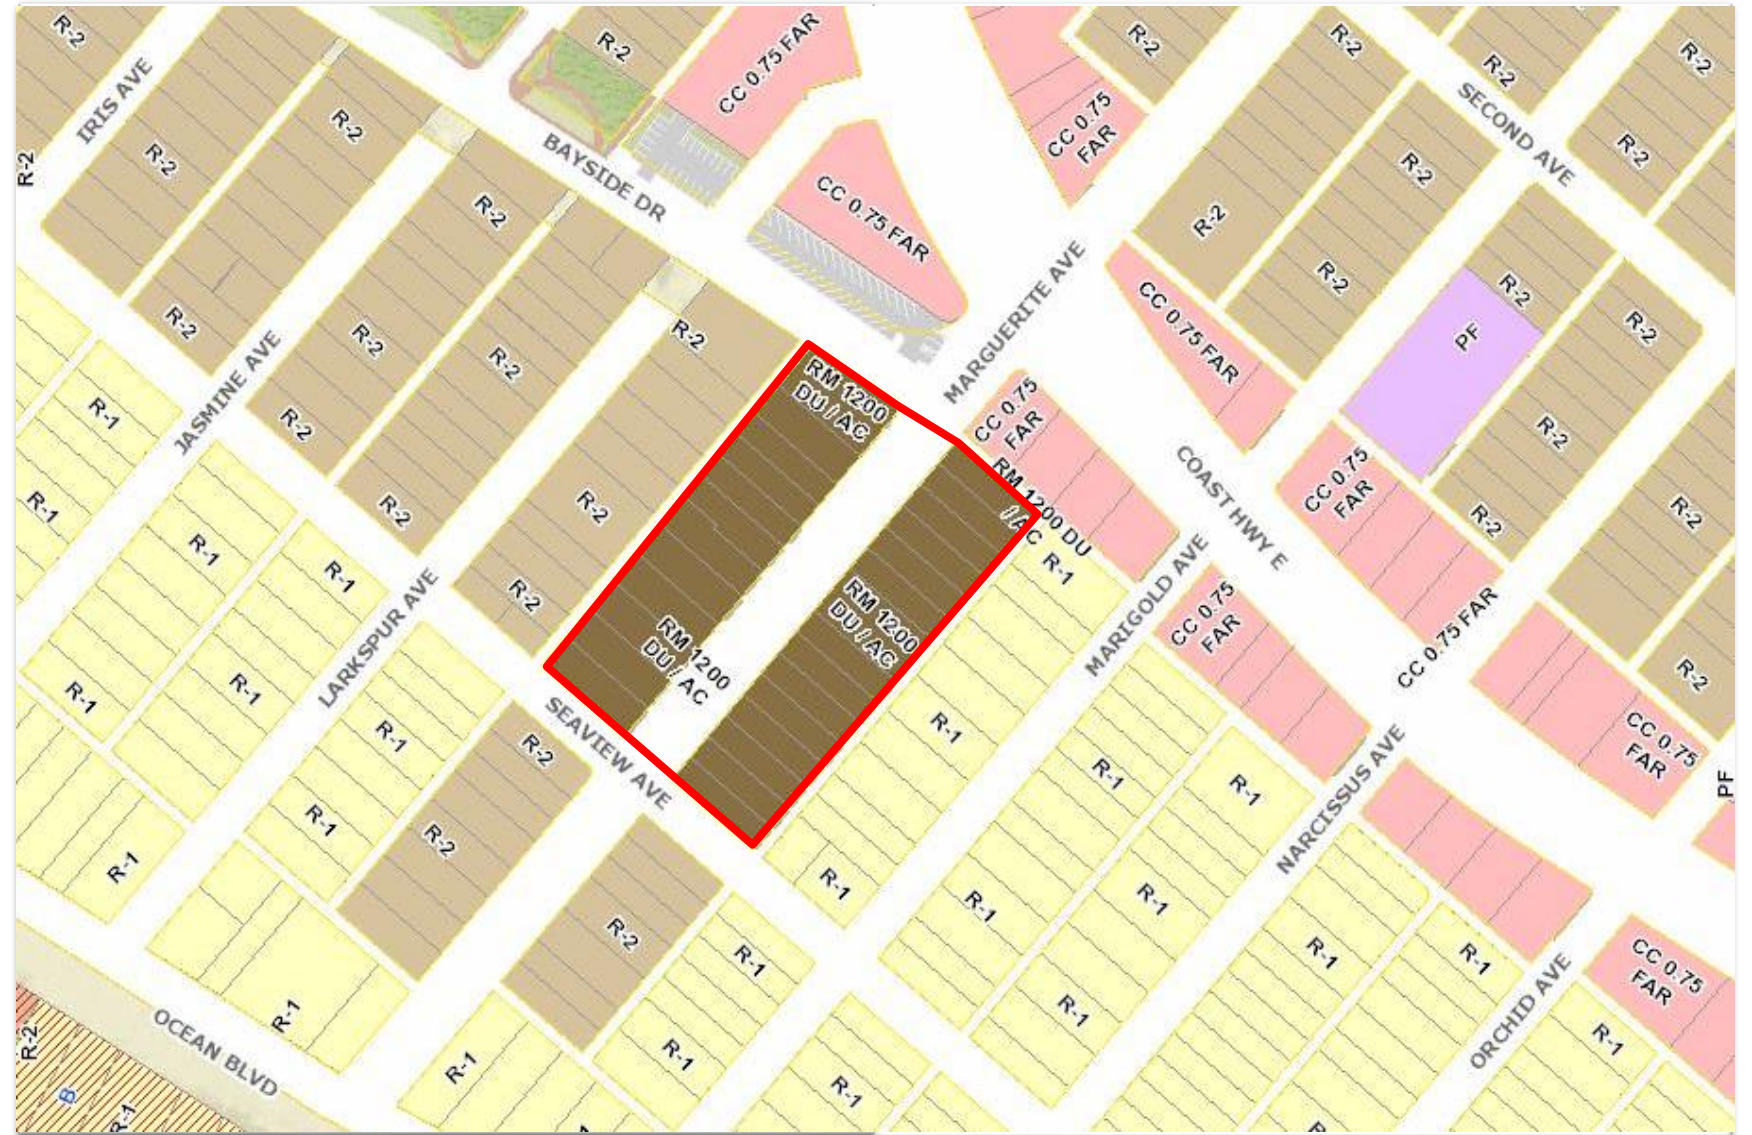 R-2
IRIS AVE
R-2
R-2
R-2
R-2
CC 0.75 FAR
R-2
CC 0.75
FAR
R-2
R-2
R-2
SECOND AVE
R-2
BAYSIDE DR
R-2
CC 0.75 FAR
R-2
R-2
R-2
R-2
R-2
R-2
R-2
JASMINE AVE
R-1
R-1
R-2
R-2
R-2
MARGUERITE AVE
CC 0.75 FAR
PF
R-2
RM 1200
DU / AC
CC 0.75
FAR
RM 1200 DU
/ AC
R-1
COAST HWY E
CC 0.75
FAR
R-2
R-2
R-2
R-2
R-2
R-1
R-1
LARKSPUR AVE
RM 1200
DU / AC
RM 1200
DU / AC
MARIGOLD AVE
CC 0.75
FAR
CC 0.75 FAR
R-2
R-1
R-1
R-1
R-2
SEAVIEW AVE
R-1
R-1
R-1
NARCISSUS AVE
CC 0.75
FAR
PF
R-1
R-1
R-2
R-1
R-1
R-1
R-2
R-1
R-1
R-1
CC 0.75
FAR
R-1
OCEAN BLVD
R-2
R-1
R-1
R-1
R-1
ORCHID AVE
R-1
B
R-1